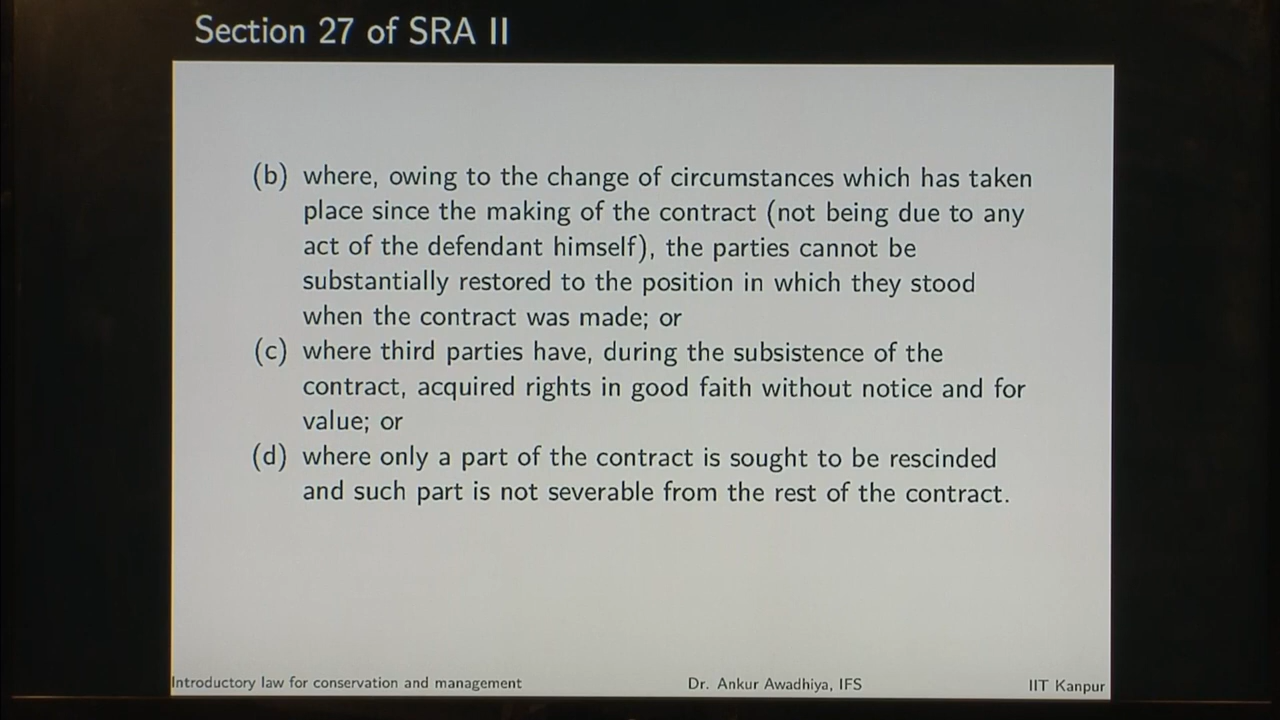 Section 27 of SRA II
(b) where, owing to the change of circumstances which has taken
place since the making of the contract (not being due to any
act of the defendant himself), the parties cannot be
substantially restored to the position in which they stood
when the contract was made; or
(c) where third parties have, during the subsistence of the
contract, acquired rights in good faith without notice and for
value; or
(d) where only a part of the contract is sought to be rescinded
and such part is not severable from the rest of the contract.
Introductory law for conservation and management Dr. Ankur Awadhiya, IFS IIT Kanpur